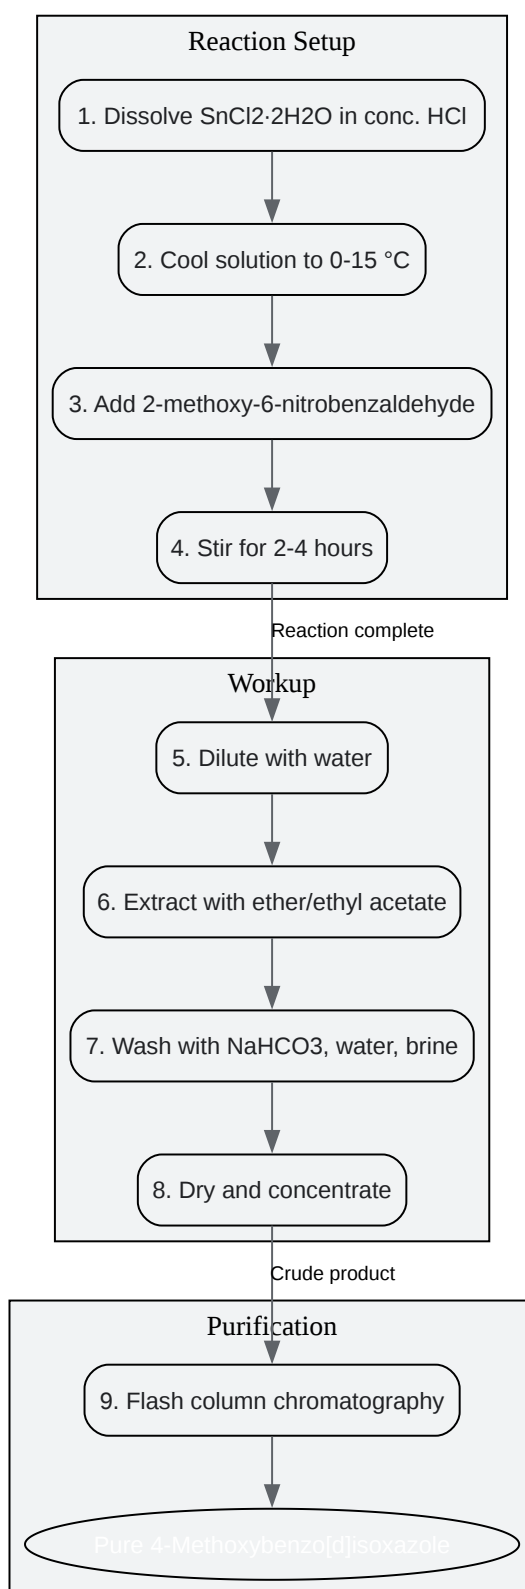 Reaction Setup
1. Dissolve SnCl2·2H2O in conc. HCl
2. Cool solution to 0-15 °C
3. Add 2-methoxy-6-nitrobenzaldehyde
4. Stir for 2-4 hours
Reaction complete
Workup
5. Dilute with water
6. Extract with ether/ethyl acetate
7. Wash with NaHCO3, water, brine
8. Dry and concentrate
Crude product
Purification
9. Flash column chromatography
Pure 4-Methoxybenzo[d]isoxazole